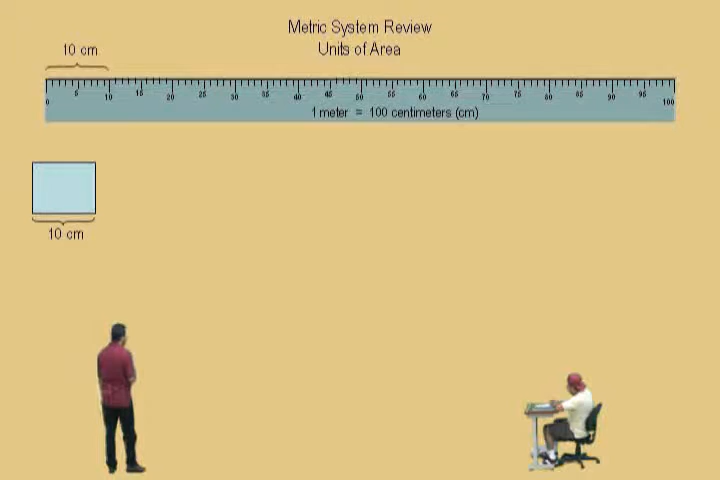 Metric System Review
Units of Area
10 cm
0 5 10 15 20 25 30 35 40 45 50 55 60 65 70 75 80 85 90 95 100
1 meter = 100 centimeters (cm)
10 cm